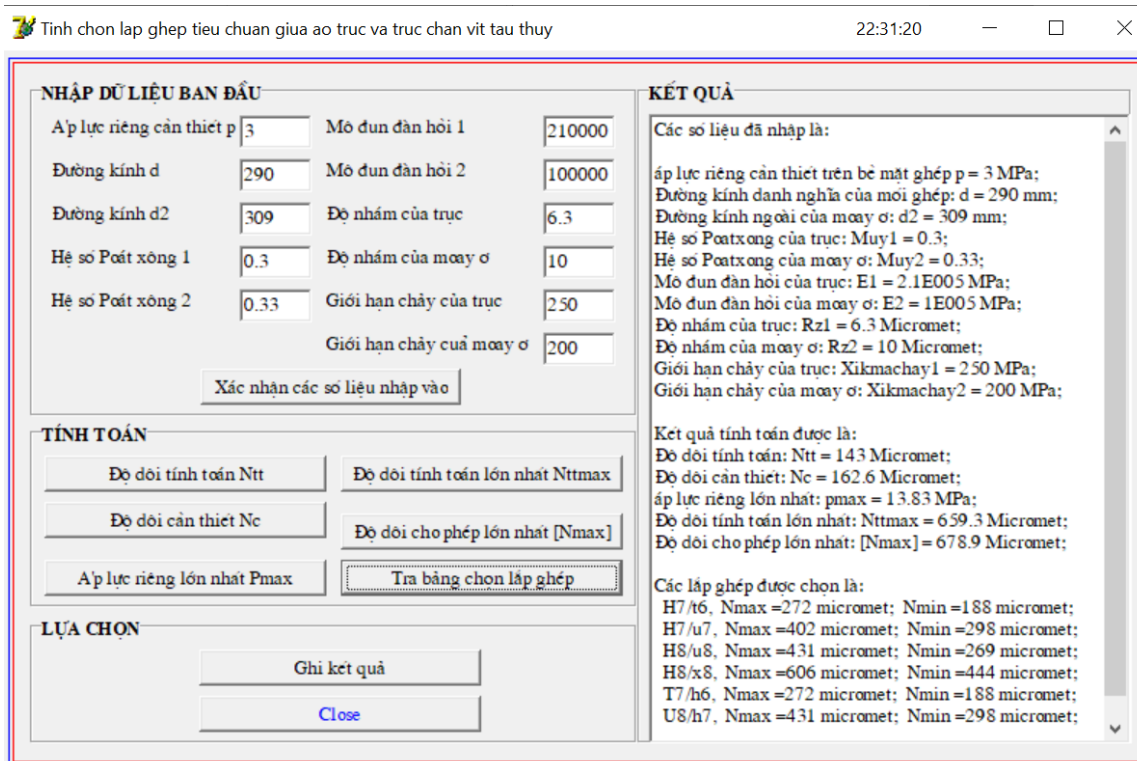 Tinh chon lap ghep tieu chuan giua ao truc va truc chan vit tau thuy 22:31:20
NHẬP DỮ LIỆU BAN ĐẦU
A'p lực riêng cần thiết p 3 Mô đun đàn hồi 1 210000
Đường kính d 290 Mô đun đàn hồi 2 100000
Đường kính d2 309 Độ nhám của trục 6.3
Hệ số Poát xông 1 0.3 Độ nhám của moay ơ 10
Hệ số Poát xông 2 0.33 Giới hạn chảy của trục 250
Giới hạn chảy cuả moay ơ 200
Xác nhận các số liệu nhập vào
TÍNH TOÁN
Độ dôi tính toán Ntt Độ dôi tính toán lớn nhất Nttmax
Độ dôi cần thiết Nc Độ dôi cho phép lớn nhất [Nmax]
A'p lực riêng lớn nhất Pmax Tra bảng chọn lắp ghép
LỰA CHỌN
Ghi kết quả
Close
KẾT QUẢ
Các số liệu đã nhập là:
áp lực riêng cần thiết trên bề mặt ghép p = 3 MPa;
Đường kính danh nghĩa của mối ghép: d = 290 mm;
Đường kính ngoài của moay ơ: d2 = 309 mm;
Hệ số Poatxong của trục: Muy1 = 0.3;
Hệ số Poatxong của moay ơ: Muy2 = 0.33;
Mô đun đàn hồi của trục: E1 = 2.1E005 MPa;
Mô đun đàn hồi của moay ơ: E2 = 1E005 MPa;
Độ nhám của trục: Rz1 = 6.3 Micromet;
Độ nhám của moay ơ: Rz2 = 10 Micromet;
Giới hạn chảy của trục: Xikmachay1 = 250 MPa;
Giới hạn chảy của moay ơ: Xikmachay2 = 200 MPa;
Kết quả tính toán được là:
Độ dôi tính toán: Ntt = 143 Micromet;
Độ dôi cần thiết: Nc = 162.6 Micromet;
áp lực riêng lớn nhất: pmax = 13.83 MPa;
Độ dôi tính toán lớn nhất: Nttmax = 659.3 Micromet;
Độ dôi cho phép lớn nhất: [Nmax] = 678.9 Micromet;
Các lắp ghép được chọn là:
H7/t6, Nmax =272 micromet; Nmin =188 micromet;
H7/u7, Nmax =402 micromet; Nmin =298 micromet;
H8/u8, Nmax =431 micromet; Nmin =269 micromet;
H8/x8, Nmax =606 micromet; Nmin =444 micromet;
T7/h6, Nmax =272 micromet; Nmin =188 micromet;
U8/h7, Nmax =431 micromet; Nmin =298 micromet;